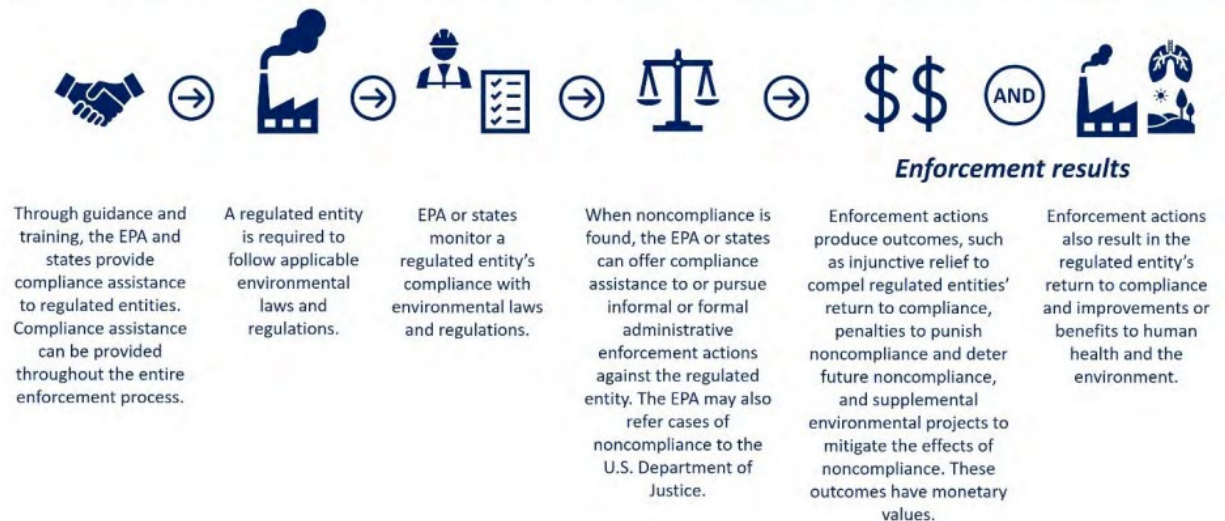 $$
AND
Enforcement results
Through guidance and
training, the EPA and
states provide
compliance assistance
to regulated entities.
Compliance assistance
can be provided
throughout the entire
enforcement process.
A regulated entity
is required to
follow applicable
environmental
laws and
regulations.
EPA or states
monitor a
regulated entity’s
compliance with
environmental laws
and regulations.
When noncompliance is
found, the EPA or states
can offer compliance
assistance to or pursue
informal or formal
administrative
enforcement actions
against the regulated
entity. The EPA may also
refer cases of
noncompliance to the
U.S. Department of
Justice.
Enforcement actions
produce outcomes, such
as injunctive relief to
compel regulated entities’
return to compliance,
penalties to punish
noncompliance and deter
future noncompliance,
and supplemental
environmental projects to
mitigate the effects of
noncompliance. These
outcomes have monetary
values.
Enforcement actions
also result in the
regulated entity’s
return to compliance
and improvements or
benefits to human
health and the
environment.